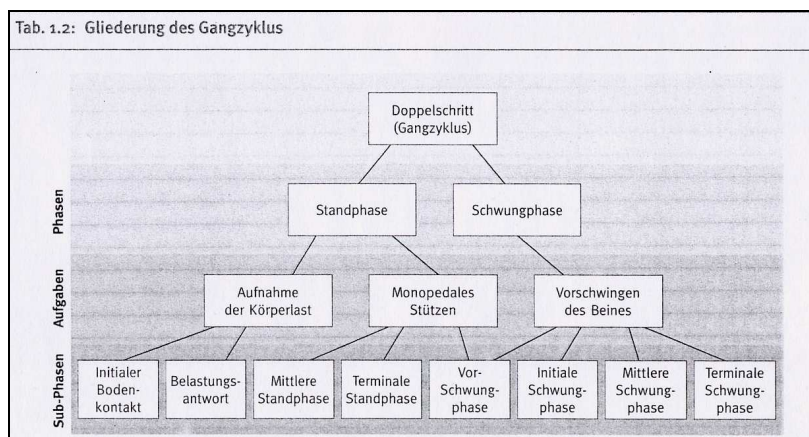 Tab. 1.2: Gliederung des Gangzyklus
Doppelschritt
(Gangzyklus)
Phasen
Standphase
Schwungphase
Aufgaben
Aufnahme
der Körperlast
Monopedales
Stützen
Vorschwingen
des Beines
Sub-Phasen
Initialer
Boden-
kontakt
Belastungs-
antwort
Mittlere
Standphase
Terminale
Standphase
Vor-
Schwung-
phase
Initiale
Schwung-
phase
Mittlere
Schwung-
phase
Terminale
Schwung-
phase